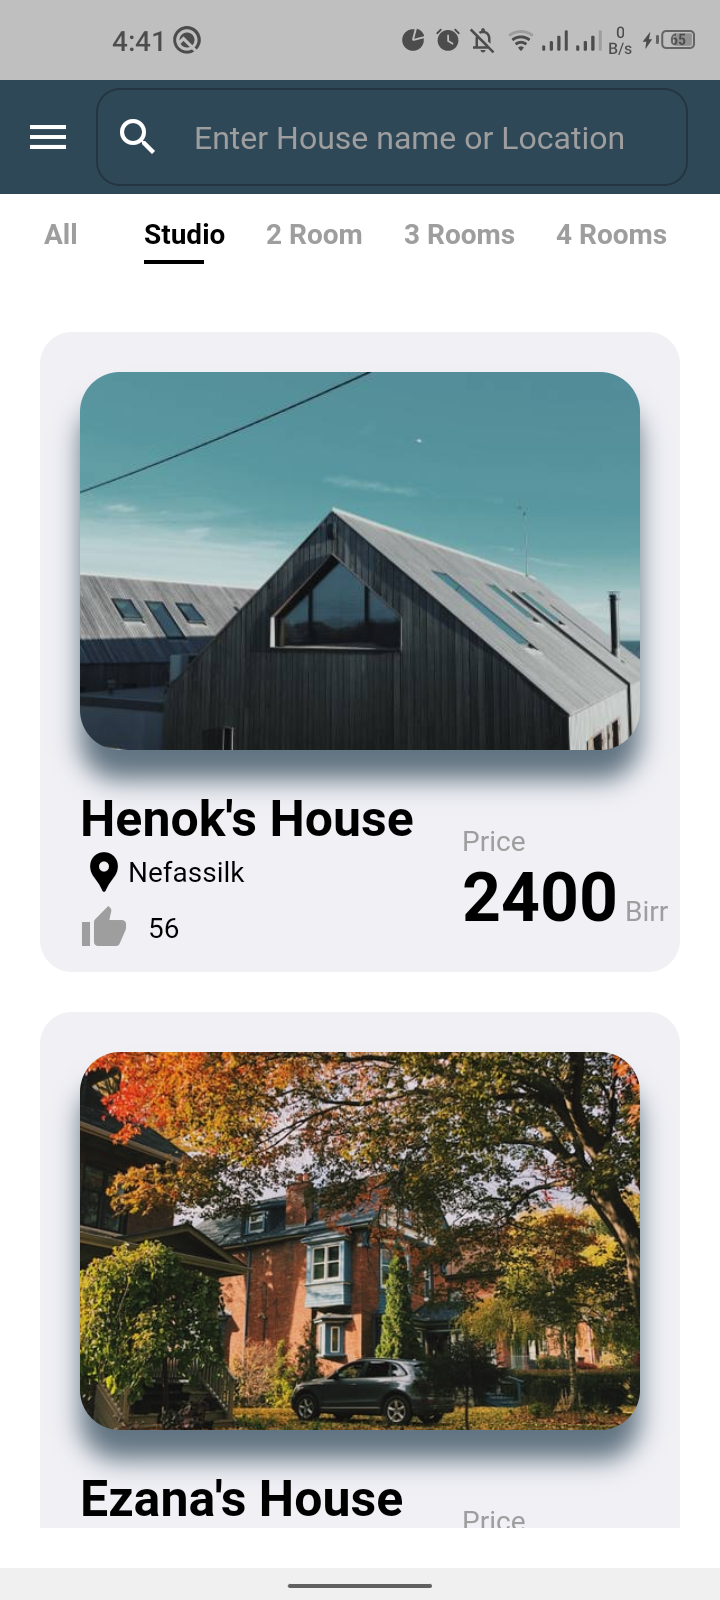 4:41
0
B/s
65
Enter House name or Location
All Studio 2 Room 3 Rooms 4 Rooms
Henok's House
Nefassilk
56
Price
2400 Birr
Ezana's House
Price